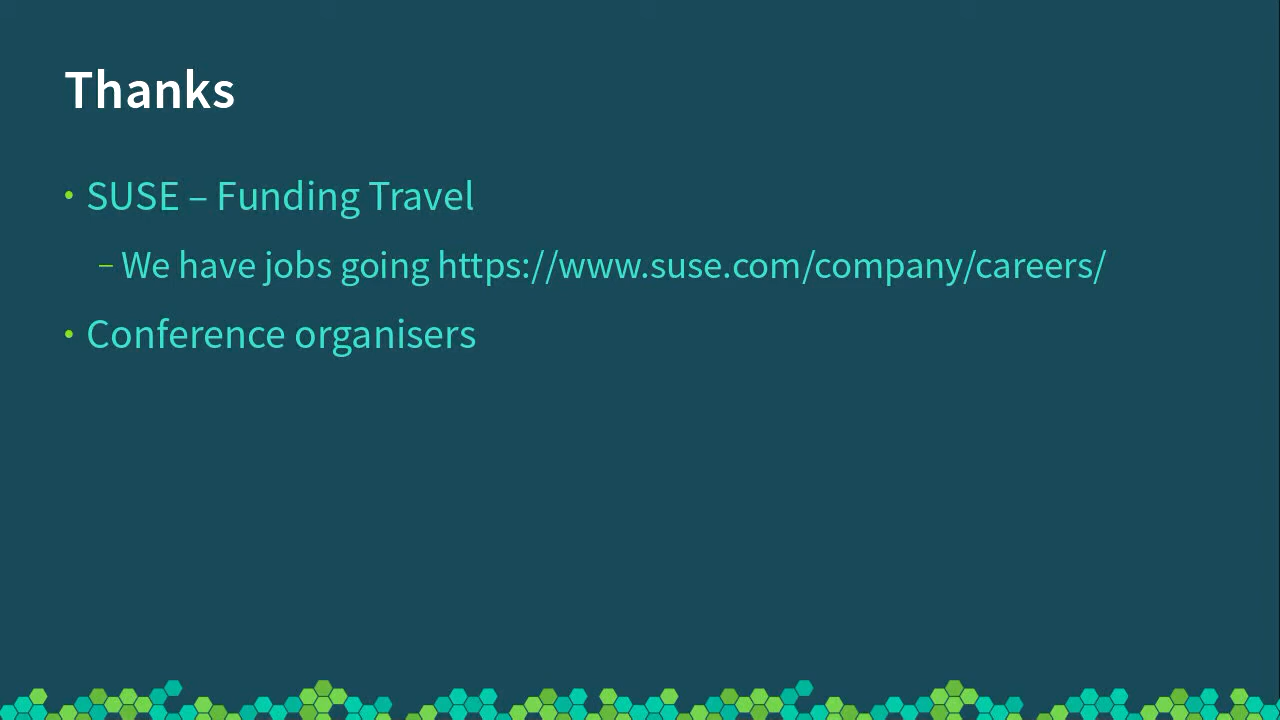 Thanks
• SUSE – Funding Travel
– We have jobs going https://www.suse.com/company/careers/
• Conference organisers